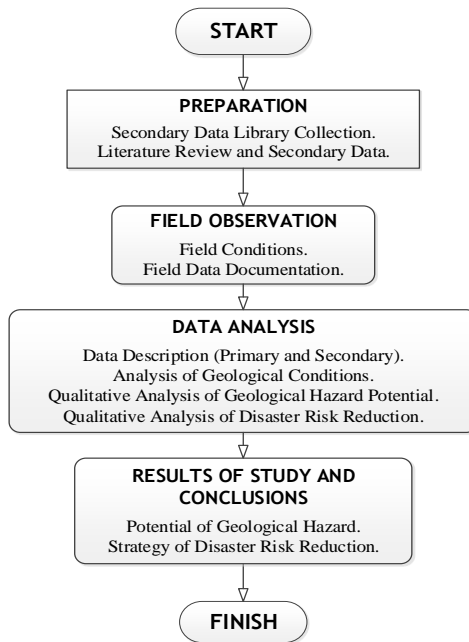 START
PREPARATION
Secondary Data Library Collection.
Literature Review and Secondary Data.
FIELD OBSERVATION
Field Conditions.
Field Data Documentation.
DATA ANALYSIS
Data Description (Primary and Secondary).
Analysis of Geological Conditions.
Qualitative Analysis of Geological Hazard Potential.
Qualitative Analysis of Disaster Risk Reduction.
RESULTS OF STUDY AND
CONCLUSIONS
Potential of Geological Hazard.
Strategy of Disaster Risk Reduction.
FINISH